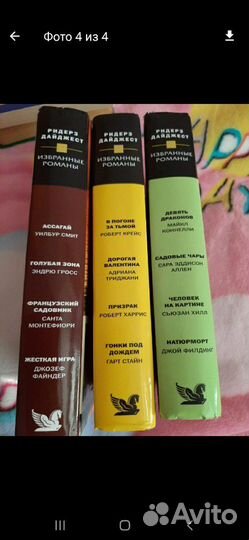 Фото 4 из 4
РИДЕРЗ
ДАЙДЖЕСТ
ИЗБРАННЫЕ
РОМАНЫ
АССАГАЙ
УИЛБУР СМИТ
ГОЛУБАЯ ЗОНА
ЭНДРЮ ГРОСС
ФРАНЦУЗСКИЙ
САДОВНИК
САНТА
МОНТЕФИОРИ
ЖЕСТКАЯ ИГРА
ДЖОЗЕФ
ФАЙНДЕР
РИДЕРЗ
ДАЙДЖЕСТ
ИЗБРАННЫЕ
РОМАНЫ
В ПОГОНЕ
ЗА ТЬМОЙ
РОБЕРТ КРЕЙС
ДОРОГАЯ
ВАЛЕНТИНА
АДРИАНА
ТРИДЖАНИ
ПРИЗРАК
РОБЕРТ ХАРРИС
ГОНКИ ПОД
ДОЖДЕМ
ГАРТ СТАЙН
РИДЕРЗ
ДАЙДЖЕСТ
ИЗБРАННЫЕ
РОМАНЫ
ДЕВЯТЬ
ДРАКОНОВ
МАЙКЛ
КОННЕЛЛИ
САДОВЫЕ ЧАРЫ
САРА ЭДДИСОН
АЛЛЕН
ЧЕЛОВЕК
НА КАРТИНЕ
СЬЮЗАН ХИЛЛ
НАТЮРМОРТ
ДЖОЙ ФИЛДИНГ
Avito